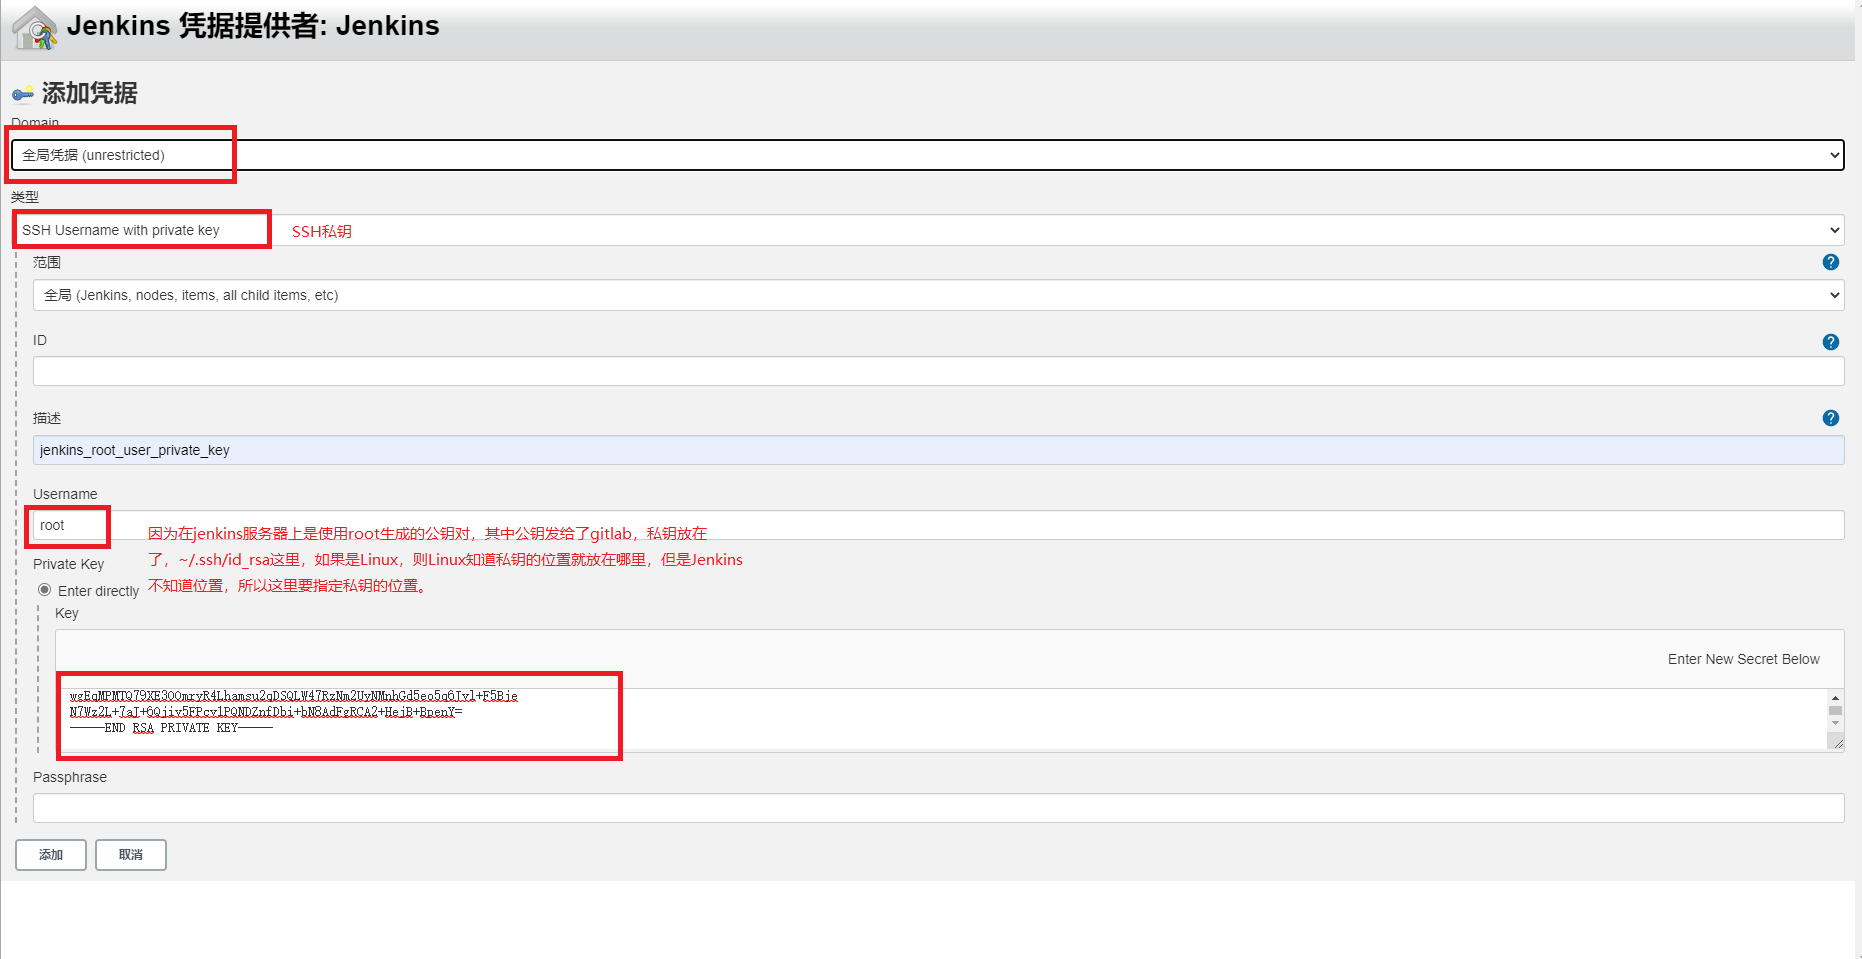 Jenkins 凭据提供者: Jenkins
添加凭据
Domain
全局凭据 (unrestricted)
类型
SSH Username with private key
SSH私钥
范围
全局 (Jenkins, nodes, items, all child items, etc)
ID
描述
jenkins_root_user_private_key
Username
root
因为在jenkins服务器上是使用root生成的公钥对，其中公钥发给了gitlab，私钥放在
了，~/.ssh/id_rsa这里，如果是Linux，则Linux知道私钥的位置就放在哪里，但是Jenkins
不知道位置，所以这里要指定私钥的位置。
Private Key
Enter directly
Key
Enter New Secret Below
-----END RSA PRIVATE KEY-----
Passphrase
添加
取消